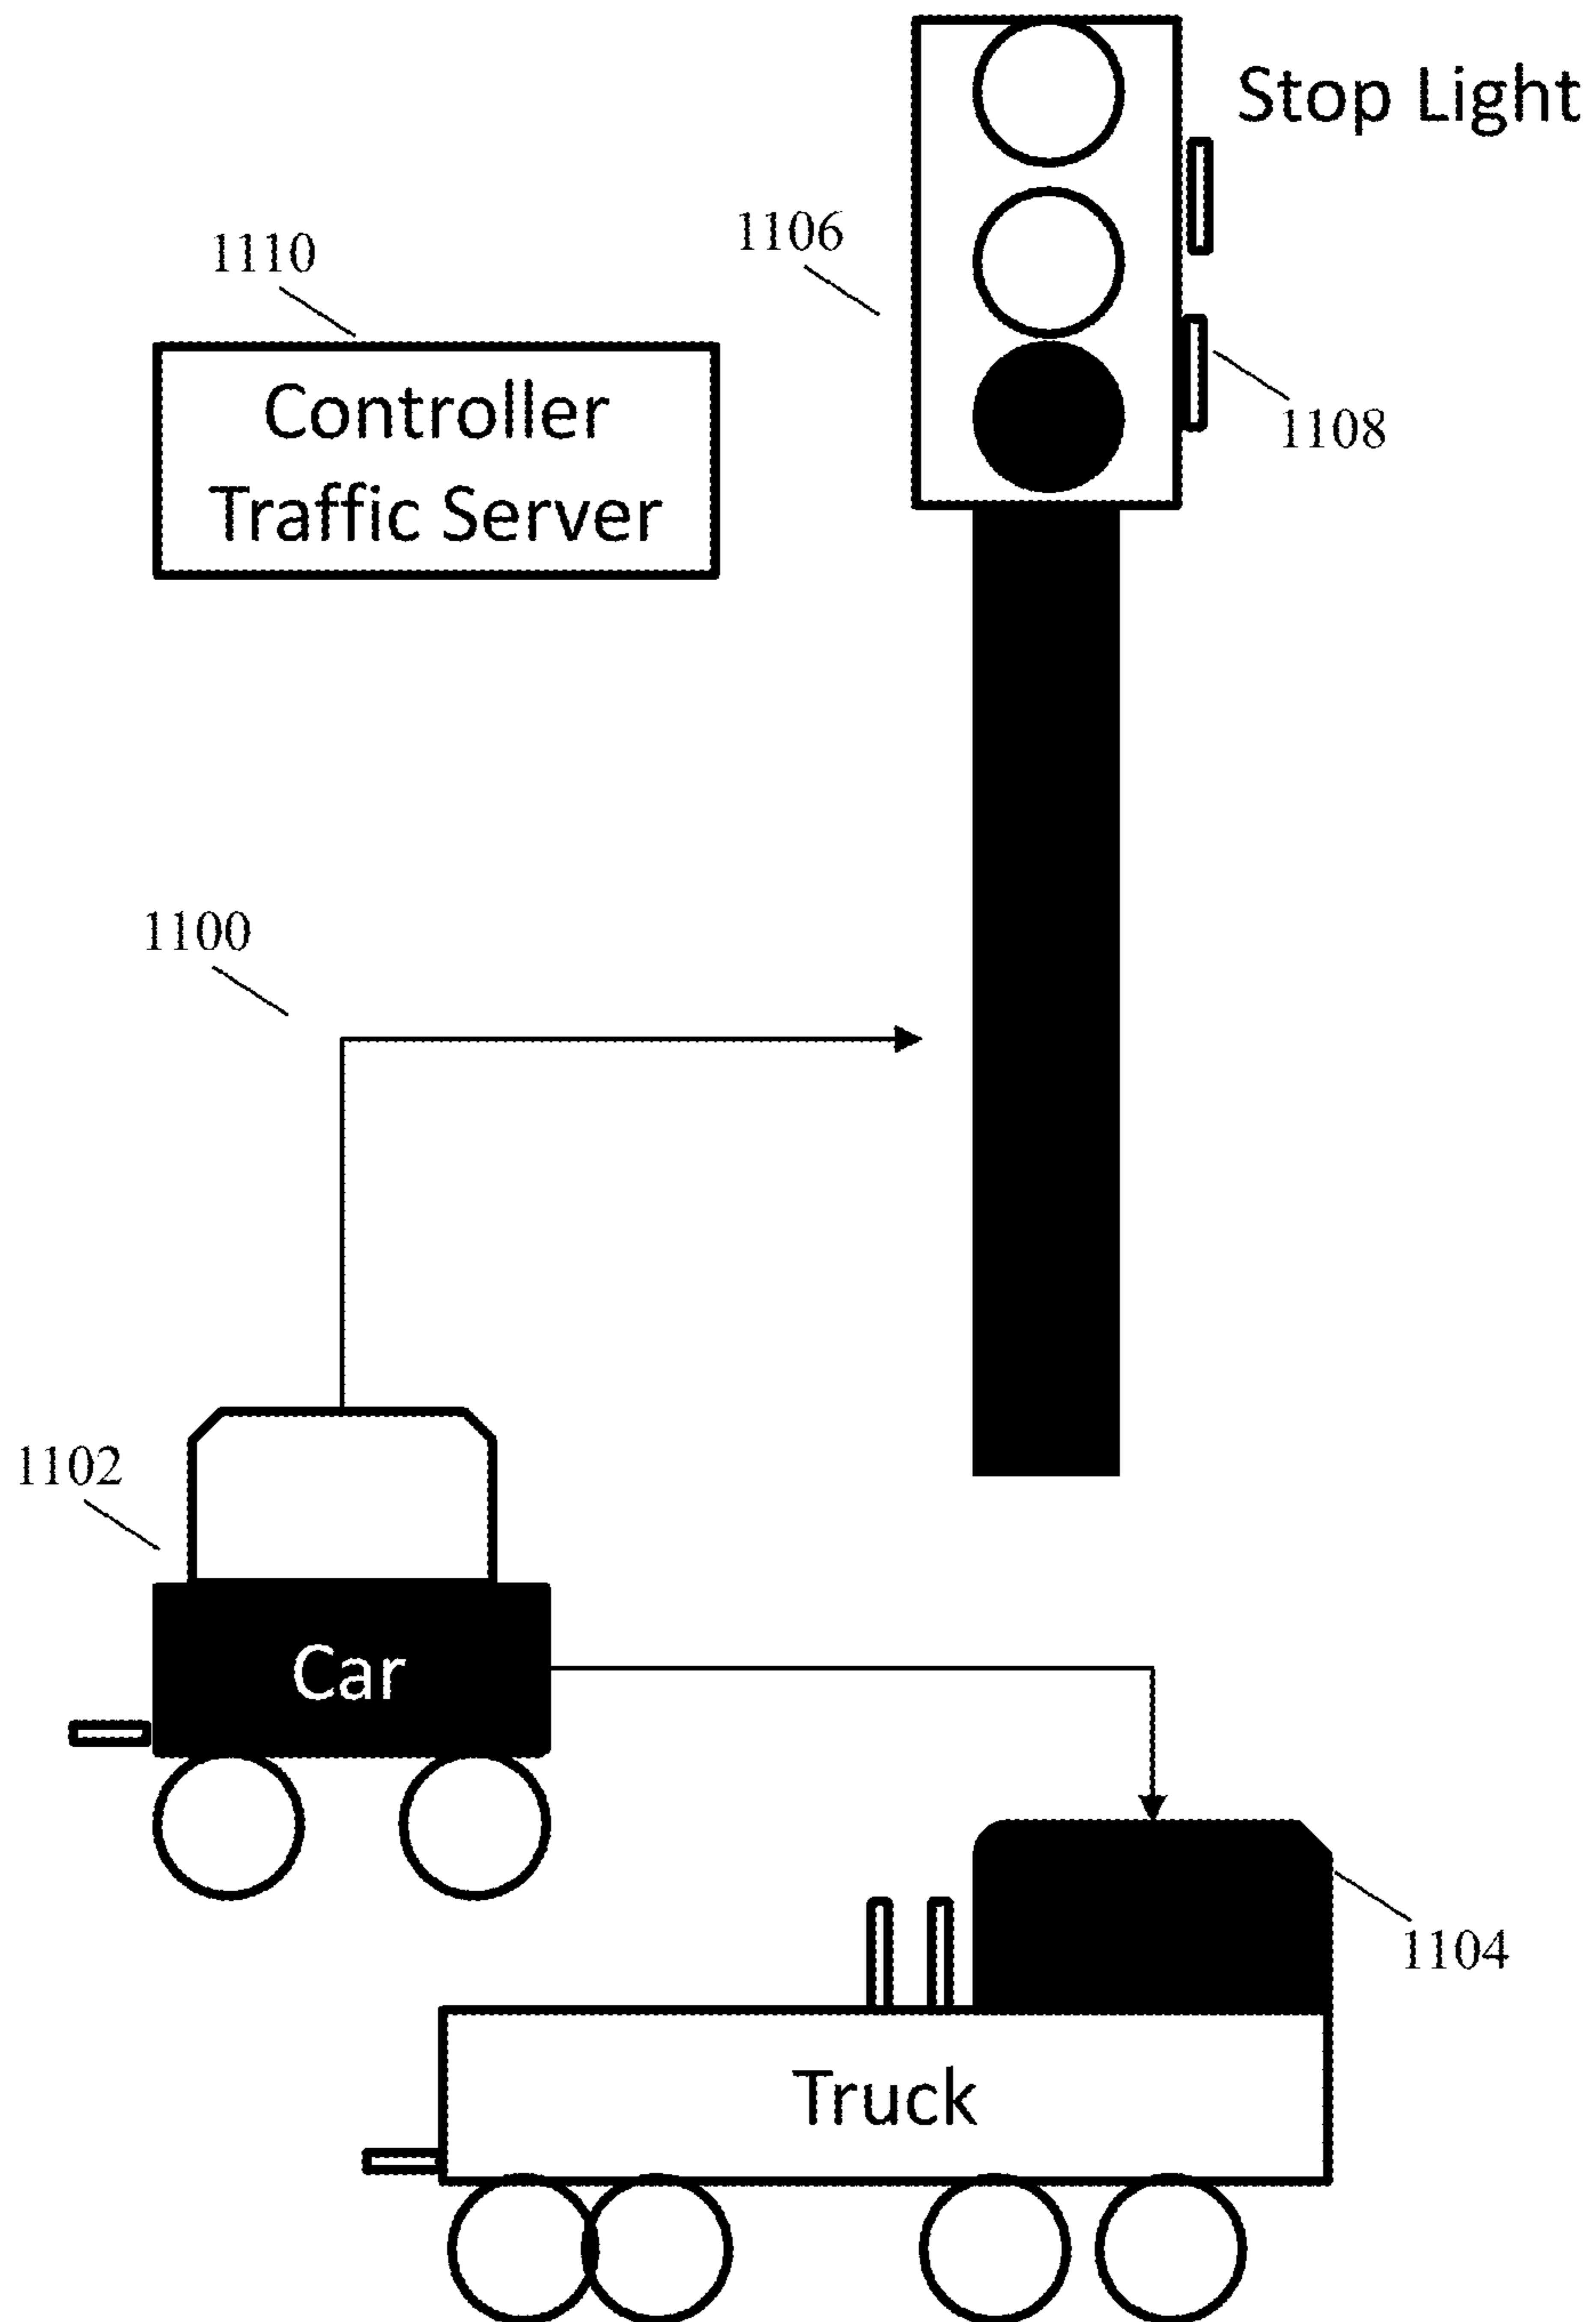 Stop Light
1106
1110
Controller
Traffic Server
1108
1100
1102
Car
1104
Truck